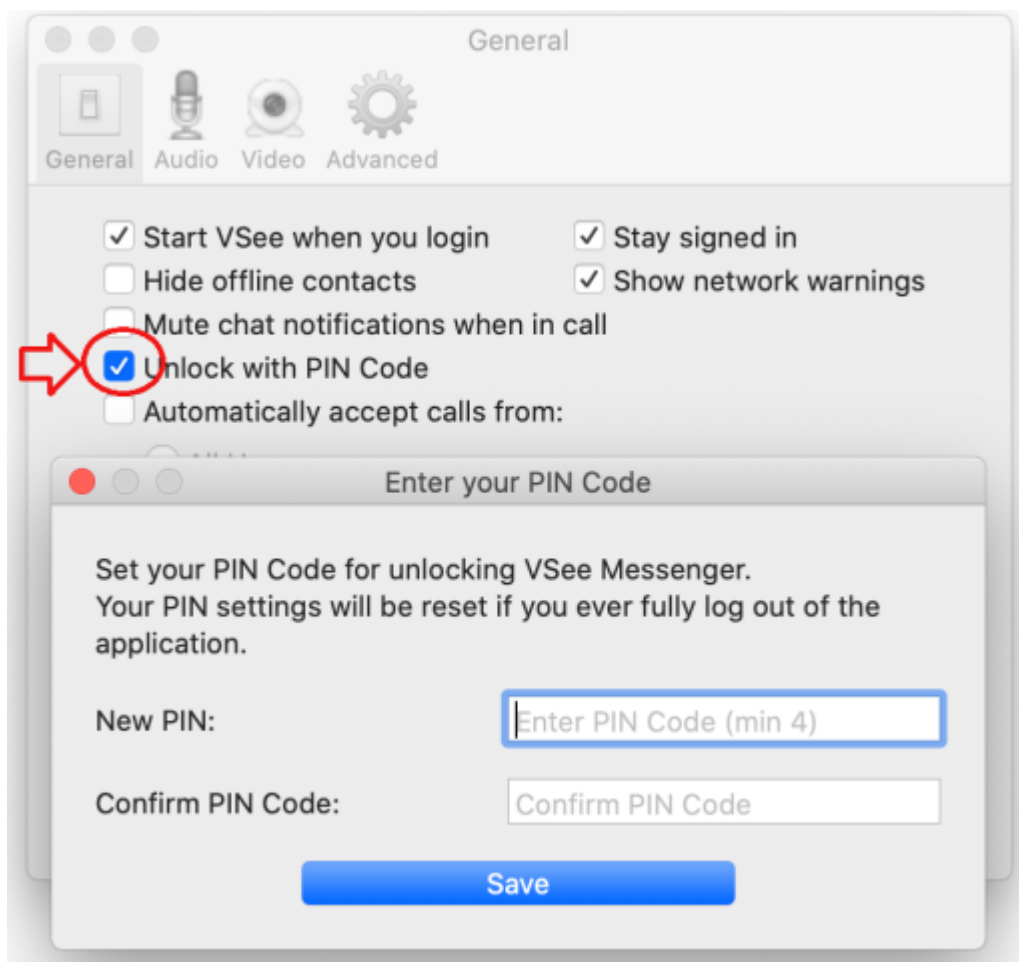 General
General Audio Video Advanced
Start VSee when you login Stay signed in
Hide offline contacts Show network warnings
Mute chat notifications when in call
Unlock with PIN Code
Automatically accept calls from:
Enter your PIN Code
Set your PIN Code for unlocking VSee Messenger.
Your PIN settings will be reset if you ever fully log out of the
application.
New PIN: Enter PIN Code (min 4)
Confirm PIN Code: Confirm PIN Code
Save